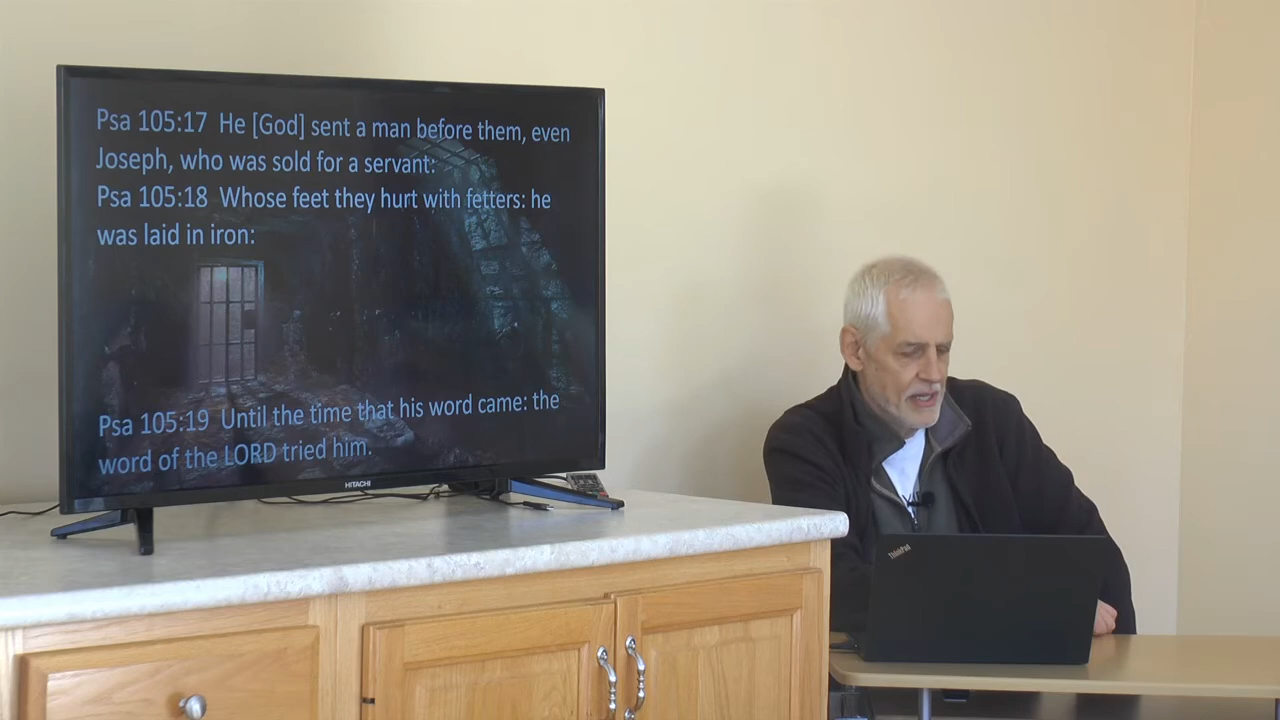 Psa 105:17 He [God] sent a man before them, even
Joseph, who was sold for a servant:
Psa 105:18 Whose feet they hurt with fetters: he
was laid in iron:
Psa 105:19 Until the time that his word came: the
word of the LORD tried him.
HITACHI
ThinkPad